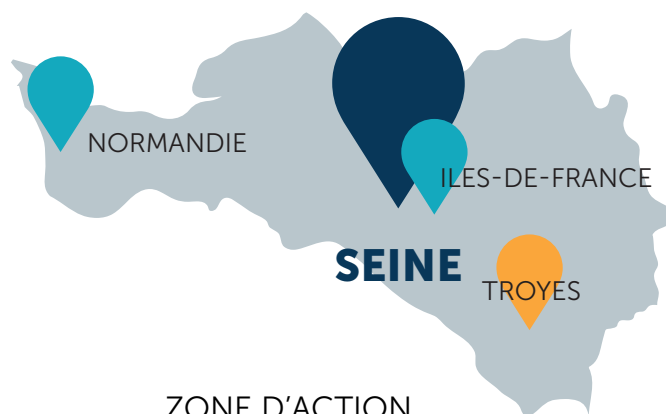 NORMANDIE
ILES-DE-FRANCE
SEINE
TROYES
ZONE D'ACTION